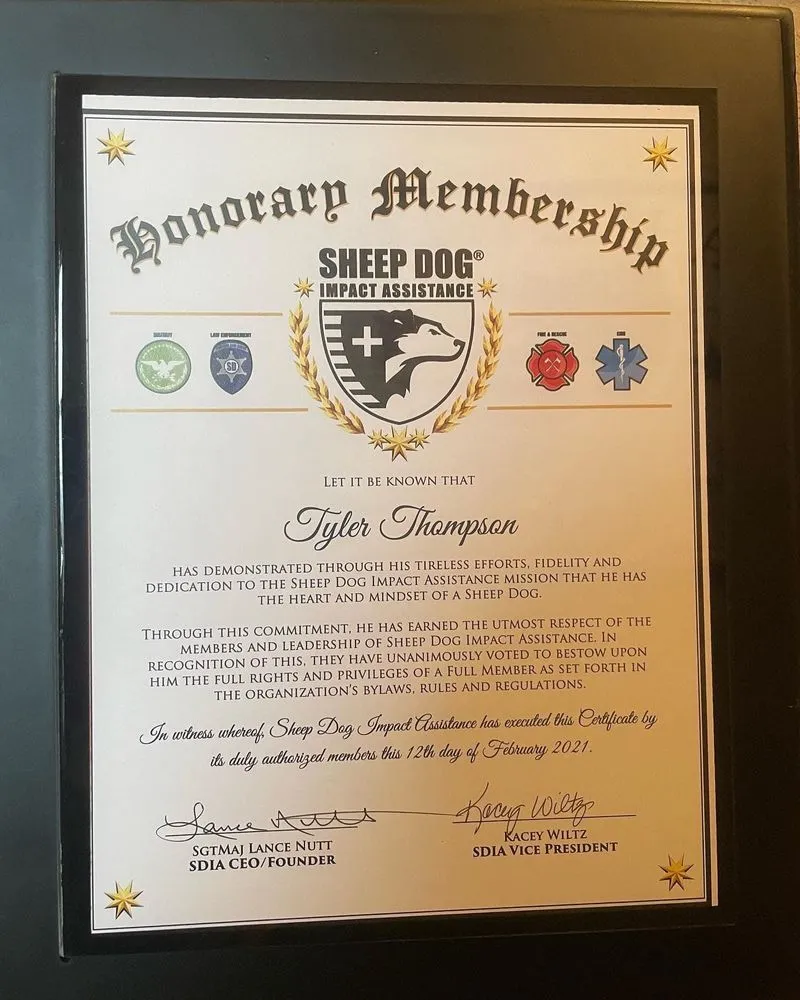 Honorary Membership
SHEEP DOG®
IMPACT ASSISTANCE
MILITARY
LAW ENFORCEMENT
FIRE & RESCUE
EMS
SD
LET IT BE KNOWN THAT
Tyler Thompson
HAS DEMONSTRATED THROUGH HIS TIRELESS EFFORTS, FIDELITY AND
DEDICATION TO THE SHEEP DOG IMPACT ASSISTANCE MISSION THAT HE HAS
THE HEART AND MINDSET OF A SHEEP DOG.
THROUGH THIS COMMITMENT, HE HAS EARNED THE UTMOST RESPECT OF THE
MEMBERS AND LEADERSHIP OF SHEEP DOG IMPACT ASSISTANCE. IN
RECOGNITION OF THIS, THEY HAVE UNANIMOUSLY VOTED TO BESTOW UPON
HIM THE FULL RIGHTS AND PRIVILEGES OF A FULL MEMBER AS SET FORTH IN
THE ORGANIZATION'S BYLAWS, RULES AND REGULATIONS.
In witness whereof, Sheep Dog Impact Assistance has executed this Certificate by
its duly authorized members this 12th day of February 2021.
Lance Nutt
Kacey Wiltz
SGTMAJ LANCE NUTT
SDIA CEO/FOUNDER
KACEY WILTZ
SDIA VICE PRESIDENT